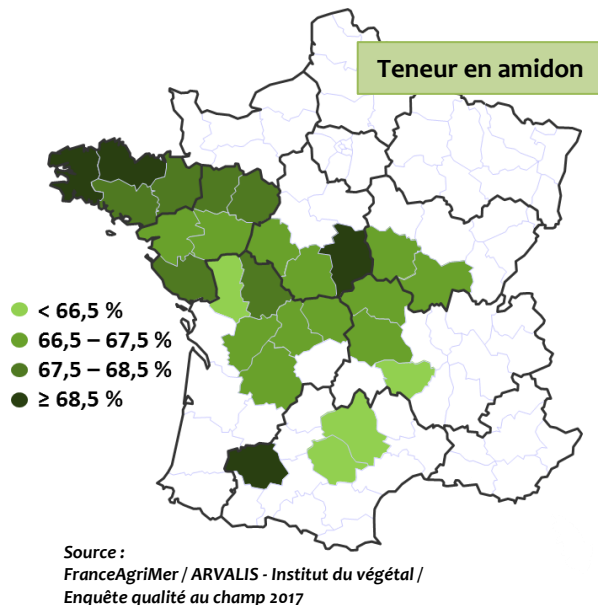 Teneur en amidon
< 66,5 %
66,5 – 67,5 %
67,5 – 68,5 %
≥ 68,5 %
Source :
FranceAgriMer / ARVALIS - Institut du végétal /
Enquête qualité au champ 2017